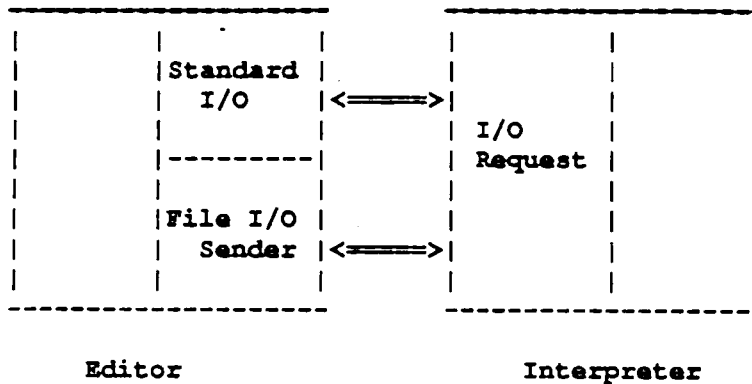 Standard
I/O
I/O
Request
File I/O
Sender
Editor Interpreter